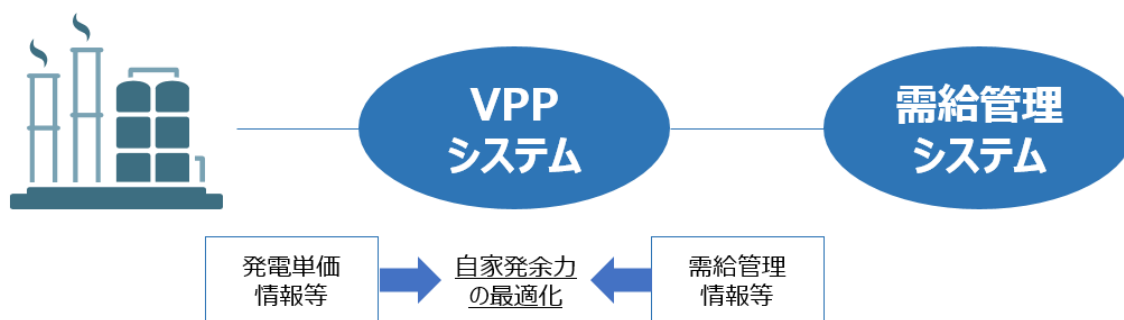 VPP
システム
需給管理
システム
発電単価
情報等
自家発余力
の最適化
需給管理
情報等